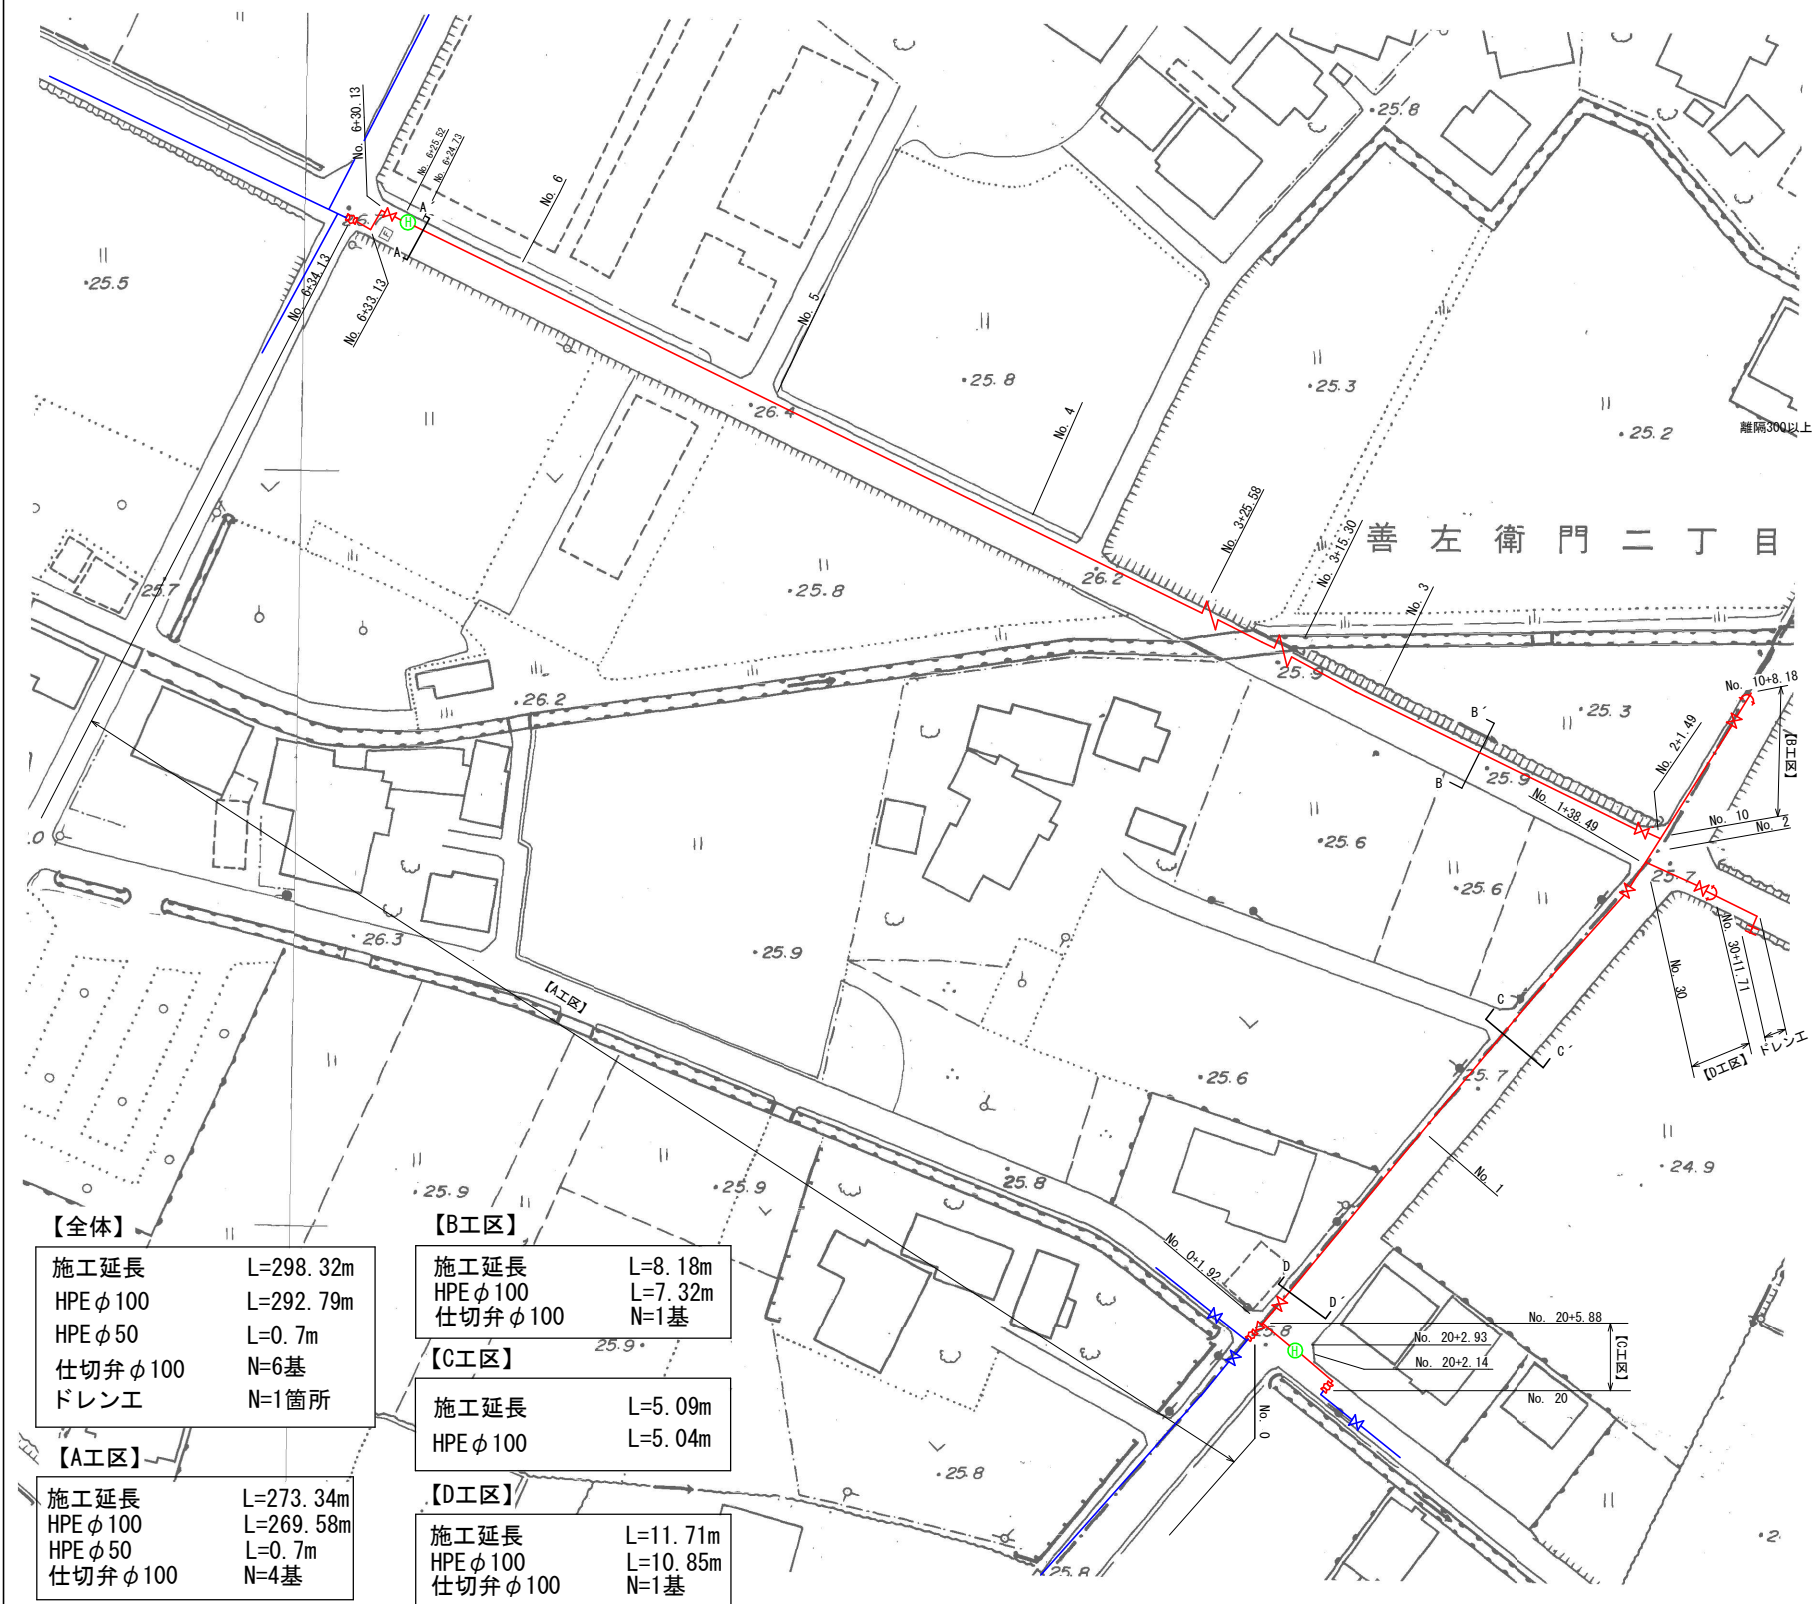 No. 6+30.13
No. 6+25.52
No. 6+24.73
No. 6
A´
A
F
H
No. 6+34.13
No. 6+33.13
25.5
25.8
No. 5
25.8
26.4
No. 4
25.3
25.2
離隔300以上
善左衛門二丁目
No. 3+25.58
No. 3+15.30
No. 3
26.2
25.7
25.8
26.2
25.9
25.3
No. 10+8.18
【B工区】
No. 2+1.49
B´
B
25.9
No. 1+38.49
No. 10
No. 2
25.6
25.6
25.7
No. 30+11.71
No. 30
【D工区】
ドレン工
26.3
25.9
【A工区】
C
C´
25.7
25.6
No. 1
24.9
25.9
25.9
25.8
No. 0+1.92
D
D´
25.8
H
No. 20+5.88
No. 20+2.93
No. 20+2.14
No. 20
【C工区】
No. 0
25.9
25.8
25.8
【全体】
施工延長 L=298.32m
HPEφ100 L=292.79m
HPEφ50 L=0.7m
仕切弁φ100 N=6基
ドレン工 N=1箇所
【A工区】
施工延長 L=273.34m
HPEφ100 L=269.58m
HPEφ50 L=0.7m
仕切弁φ100 N=4基
【B工区】
施工延長 L=8.18m
HPEφ100 L=7.32m
仕切弁φ100 N=1基
【C工区】
施工延長 L=5.09m
HPEφ100 L=5.04m
【D工区】
施工延長 L=11.71m
HPEφ100 L=10.85m
仕切弁φ100 N=1基